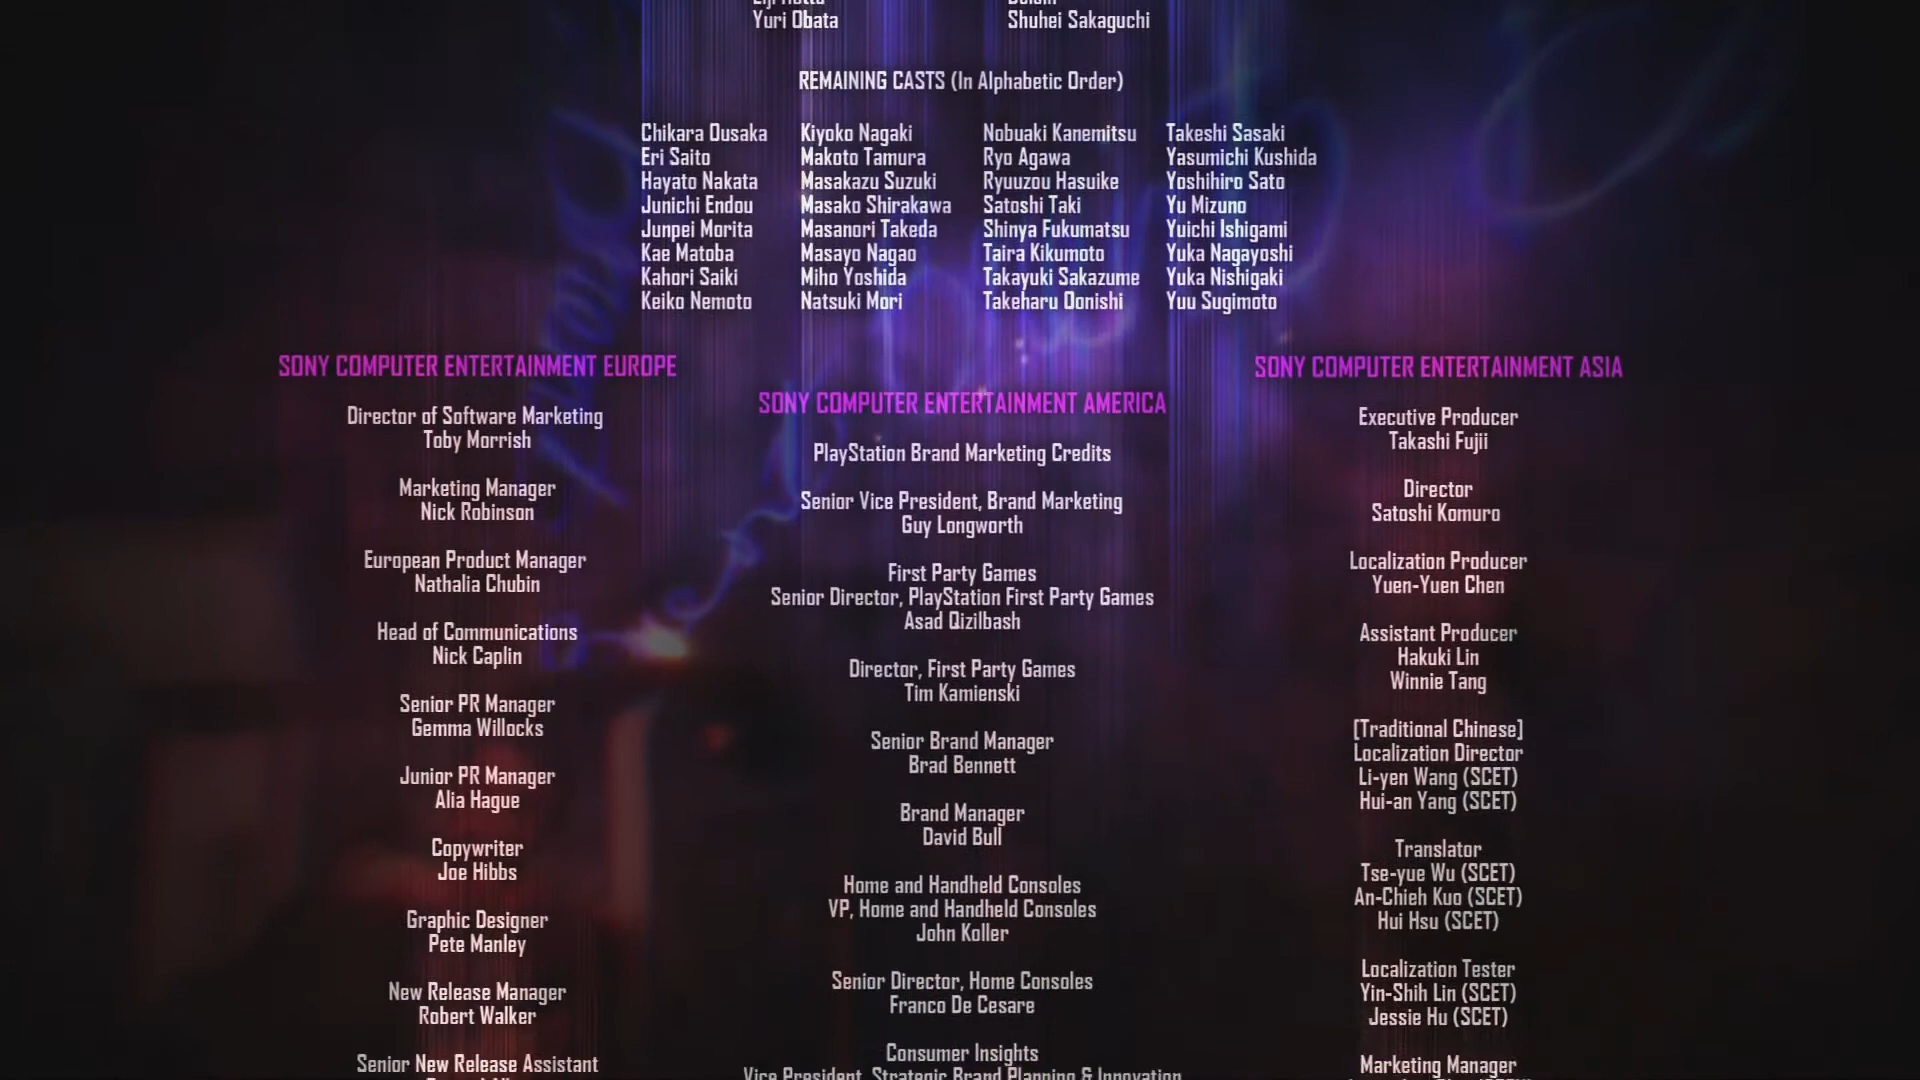 Yuri Obata
Shuhei Sakaguchi
REMAINING CASTS (In Alphabetic Order)
Chikara Ousaka
Eri Saito
Hayato Nakata
Junichi Endou
Junpei Morita
Kae Matoba
Kahori Saiki
Keiko Nemoto
Kiyoko Nagaki
Makoto Tamura
Masakazu Suzuki
Masako Shirakawa
Masanori Takeda
Masayo Nagao
Miho Yoshida
Natsuki Mori
Nobuaki Kanemitsu
Ryo Agawa
Ryuuzou Hasuike
Satoshi Taki
Shinya Fukumatsu
Taira Kikumoto
Takayuki Sakazume
Takeharu Oonishi
Takeshi Sasaki
Yasumichi Kushida
Yoshihiro Sato
Yu Mizuno
Yuichi Ishigami
Yuka Nagayoshi
Yuka Nishigaki
Yuu Sugimoto
SONY COMPUTER ENTERTAINMENT EUROPE
Director of Software Marketing
Toby Morrish
Marketing Manager
Nick Robinson
European Product Manager
Nathalia Chubin
Head of Communications
Nick Caplin
Senior PR Manager
Gemma Willocks
Junior PR Manager
Alia Hague
Copywriter
Joe Hibbs
Graphic Designer
Pete Manley
New Release Manager
Robert Walker
Senior New Release Assistant
SONY COMPUTER ENTERTAINMENT AMERICA
PlayStation Brand Marketing Credits
Senior Vice President, Brand Marketing
Guy Longworth
First Party Games
Senior Director, PlayStation First Party Games
Asad Qizilbash
Director, First Party Games
Tim Kamienski
Senior Brand Manager
Brad Bennett
Brand Manager
David Bull
Home and Handheld Consoles
VP, Home and Handheld Consoles
John Koller
Senior Director, Home Consoles
Franco De Cesare
Consumer Insights
Vice President, Strategic Brand Planning & Innovation
SONY COMPUTER ENTERTAINMENT ASIA
Executive Producer
Takashi Fujii
Director
Satoshi Komuro
Localization Producer
Yuen-Yuen Chen
Assistant Producer
Hakuki Lin
Winnie Tang
[Traditional Chinese]
Localization Director
Li-yen Wang (SCET)
Hui-an Yang (SCET)
Translator
Tse-yue Wu (SCET)
An-Chieh Kuo (SCET)
Hui Hsu (SCET)
Localization Tester
Yin-Shih Lin (SCET)
Jessie Hu (SCET)
Marketing Manager